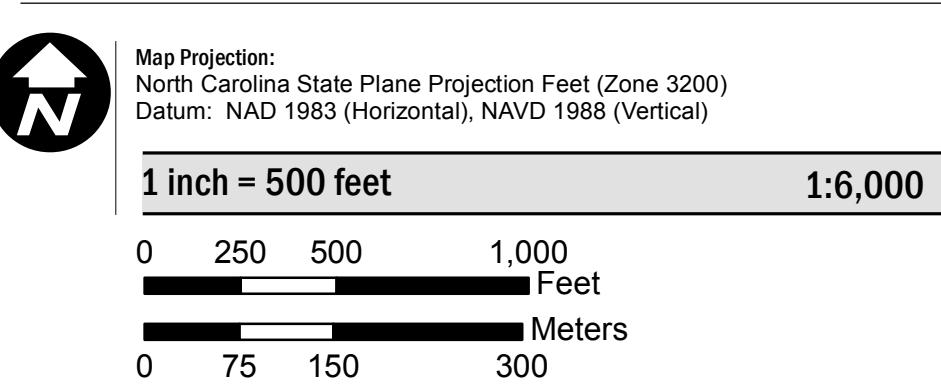 N
Map Projection:
North Carolina State Plane Projection Feet (Zone 3200)
Datum: NAD 1983 (Horizontal), NAVD 1988 (Vertical)
1 inch = 500 feet 1:6,000
0 250 500 1,000
Feet
Meters
0 75 150 300